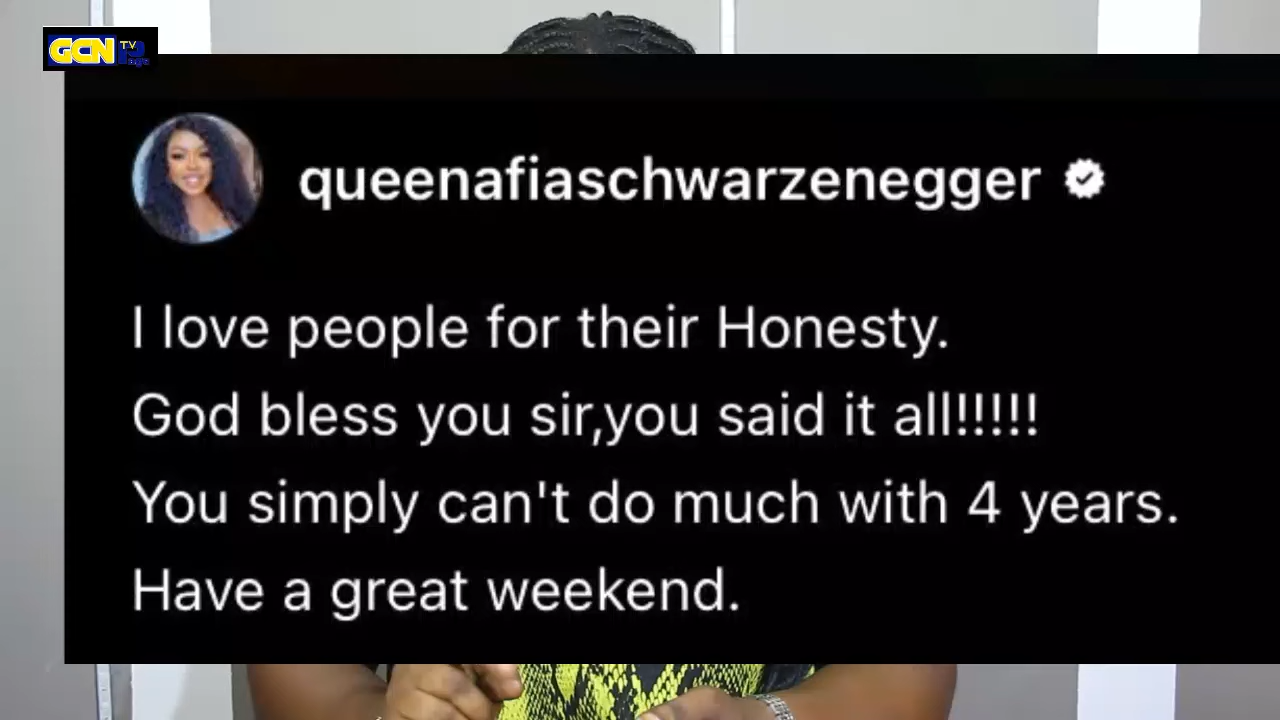 GCN TV
queenafiaschwarzenegger
I love people for their Honesty.
God bless you sir,you said it all!!!!!
You simply can't do much with 4 years.
Have a great weekend.